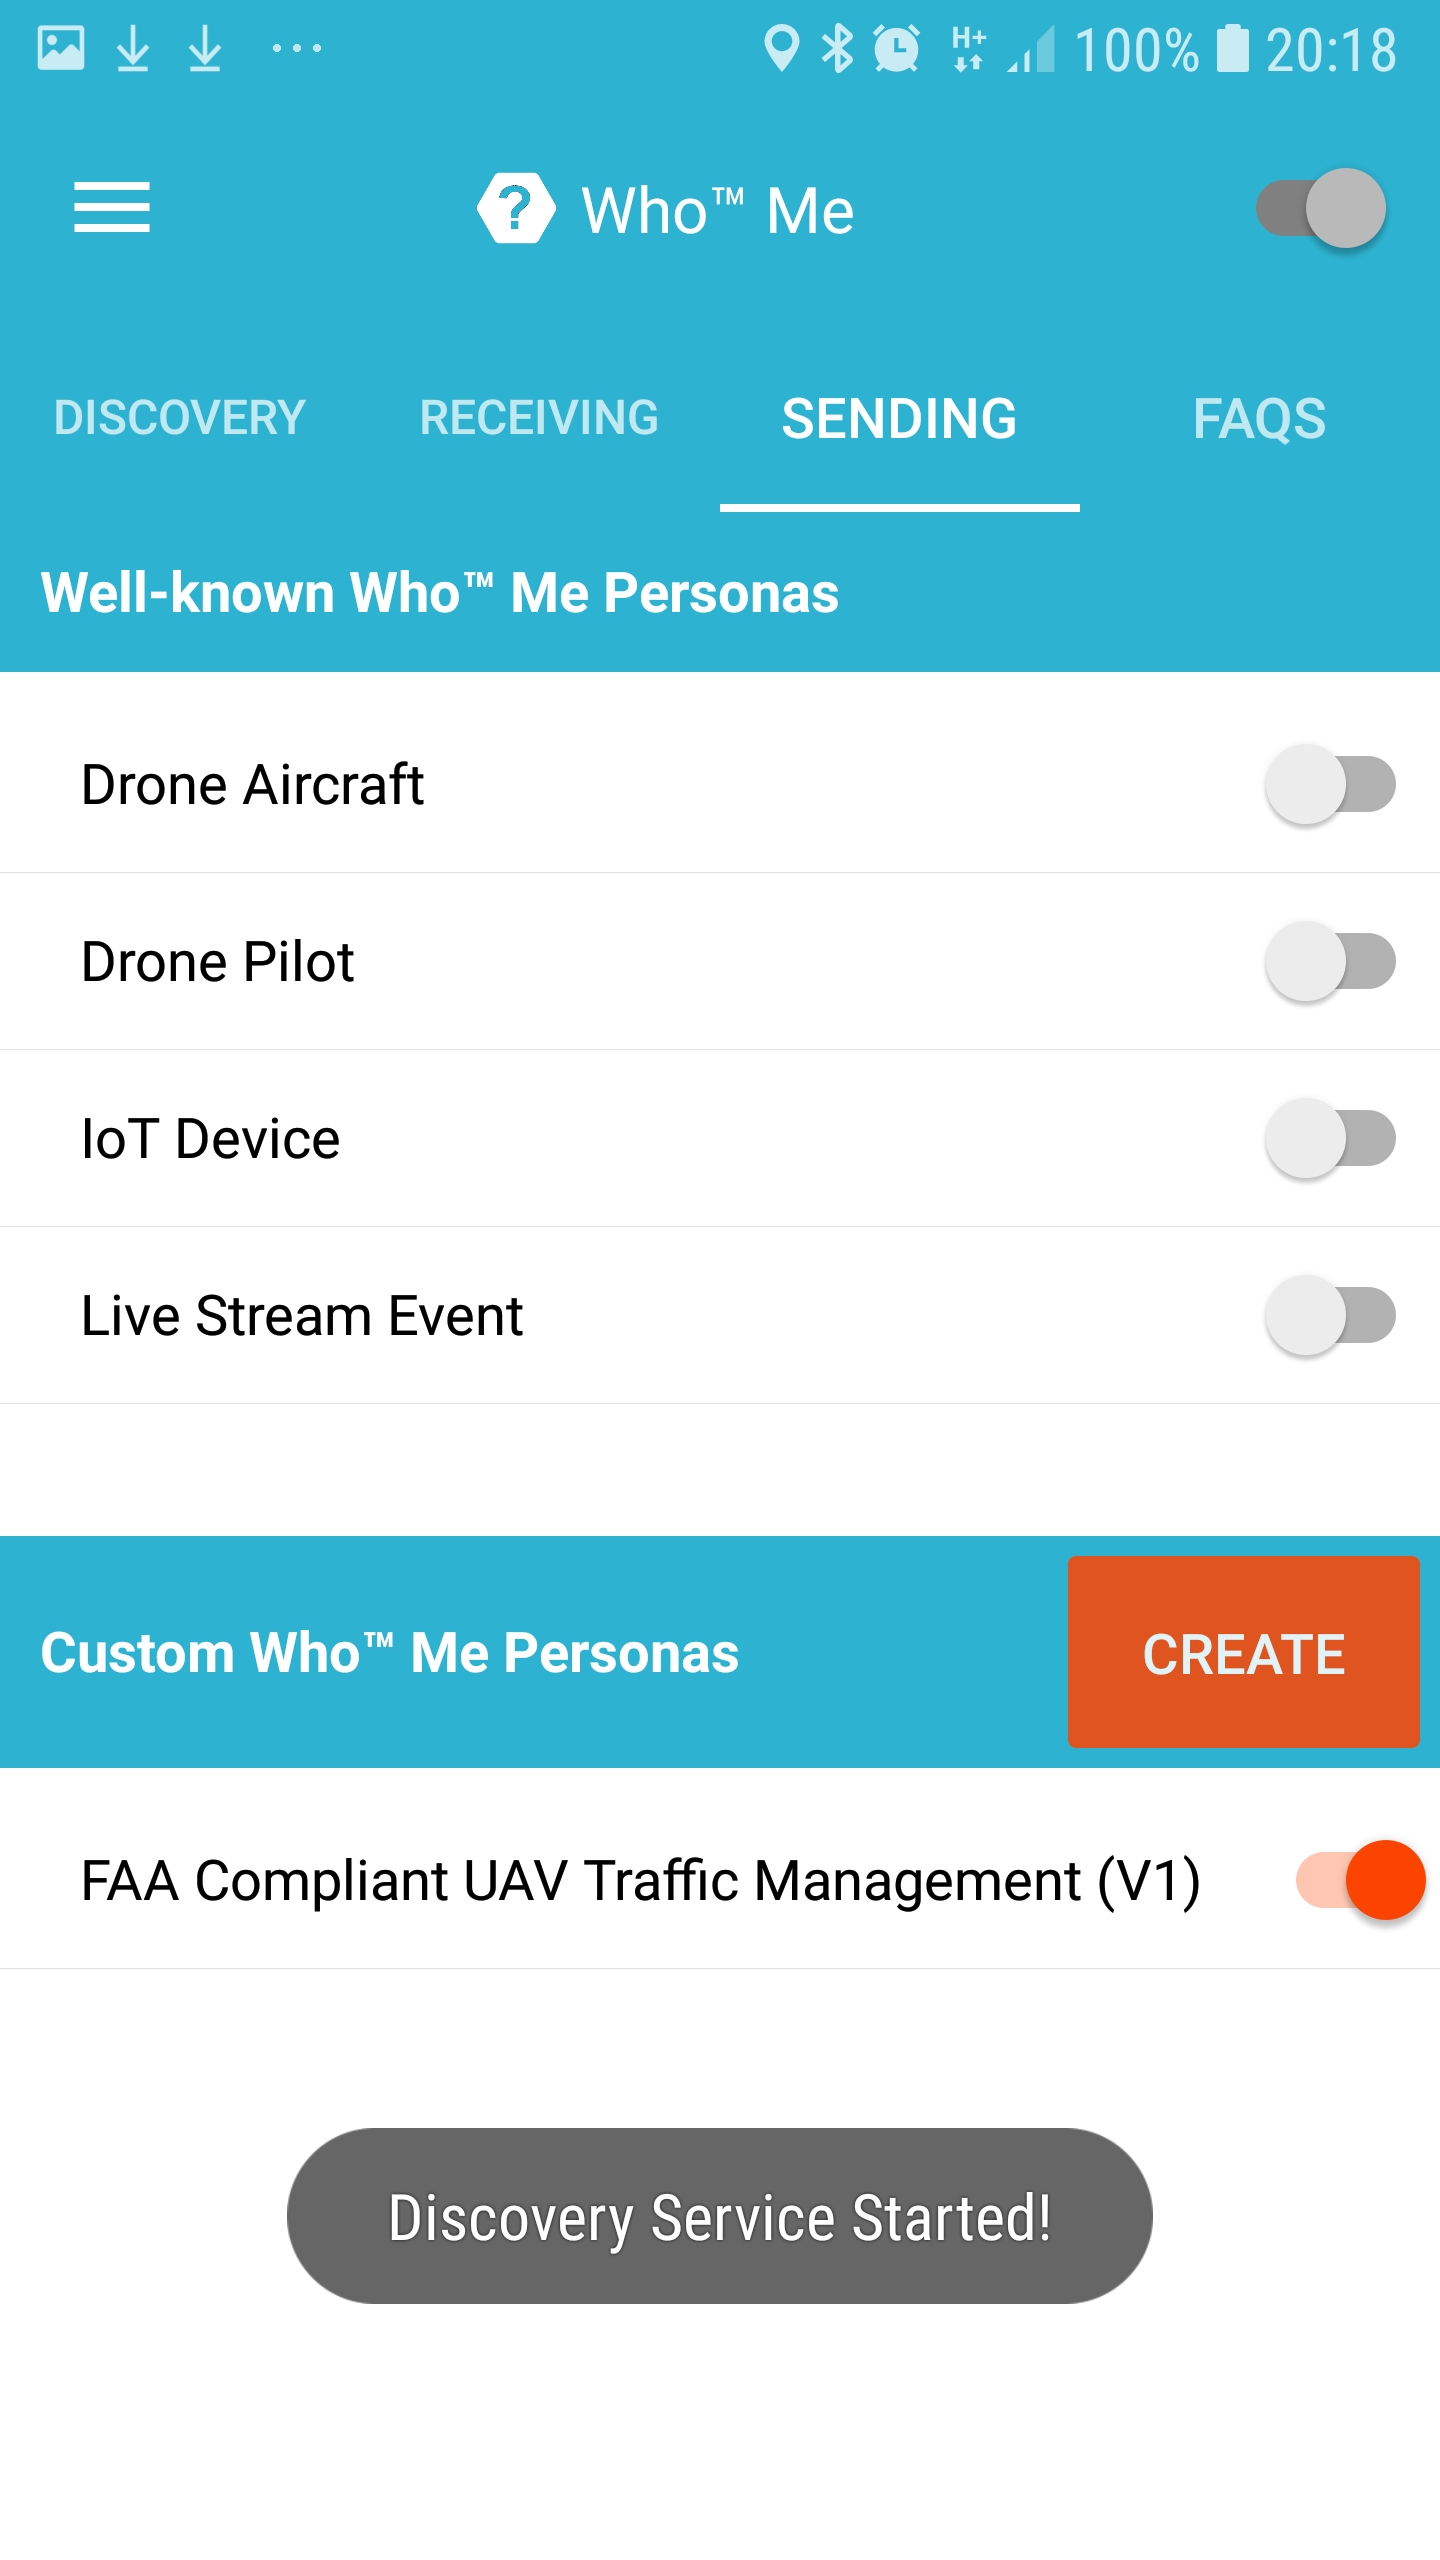 H+ 100% 20:18
? Who™ Me
DISCOVERY RECEIVING SENDING FAQS
Well-known Who™ Me Personas
Drone Aircraft
Drone Pilot
IoT Device
Live Stream Event
Custom Who™ Me Personas CREATE
FAA Compliant UAV Traffic Management (V1)
Discovery Service Started!